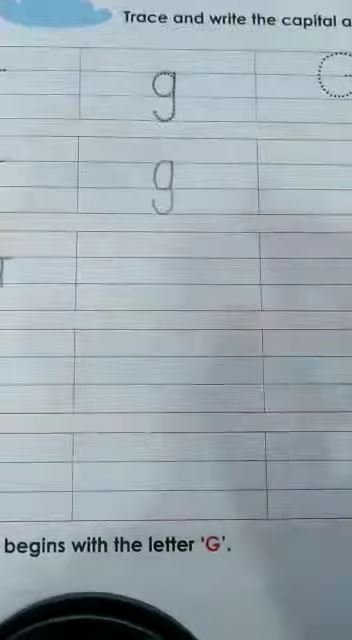 Trace and write the capital a
g
g
begins with the letter 'G'.